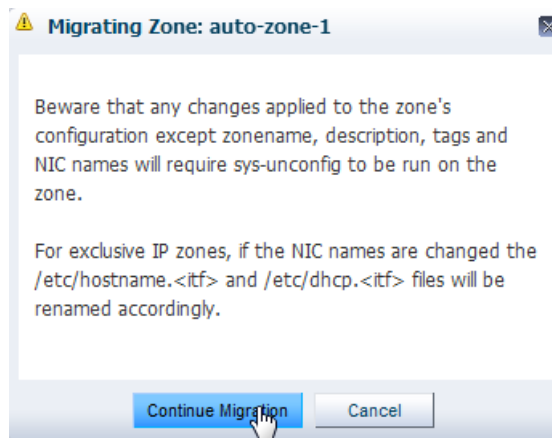 Migrating Zone: auto-zone-1
Beware that any changes applied to the zone's
configuration except zonename, description, tags and
NIC names will require sys-unconfig to be run on the
zone.
For exclusive IP zones, if the NIC names are changed the
/etc/hostname.<itf> and /etc/dhcp.<itf> files will be
renamed accordingly.
Continue Migration
Cancel